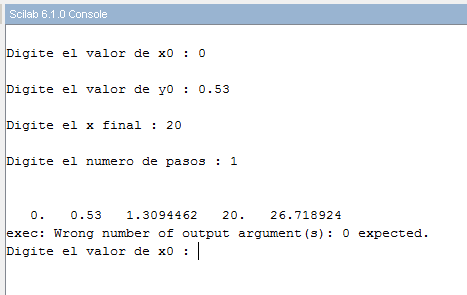 Scilab 6.1.0 Console
Digite el valor de x0 : 0
Digite el valor de y0 : 0.53
Digite el x final : 20
Digite el numero de pasos : 1
0. 0.53 1.3094462 20. 26.718924
exec: Wrong number of output argument(s): 0 expected.
Digite el valor de x0 :